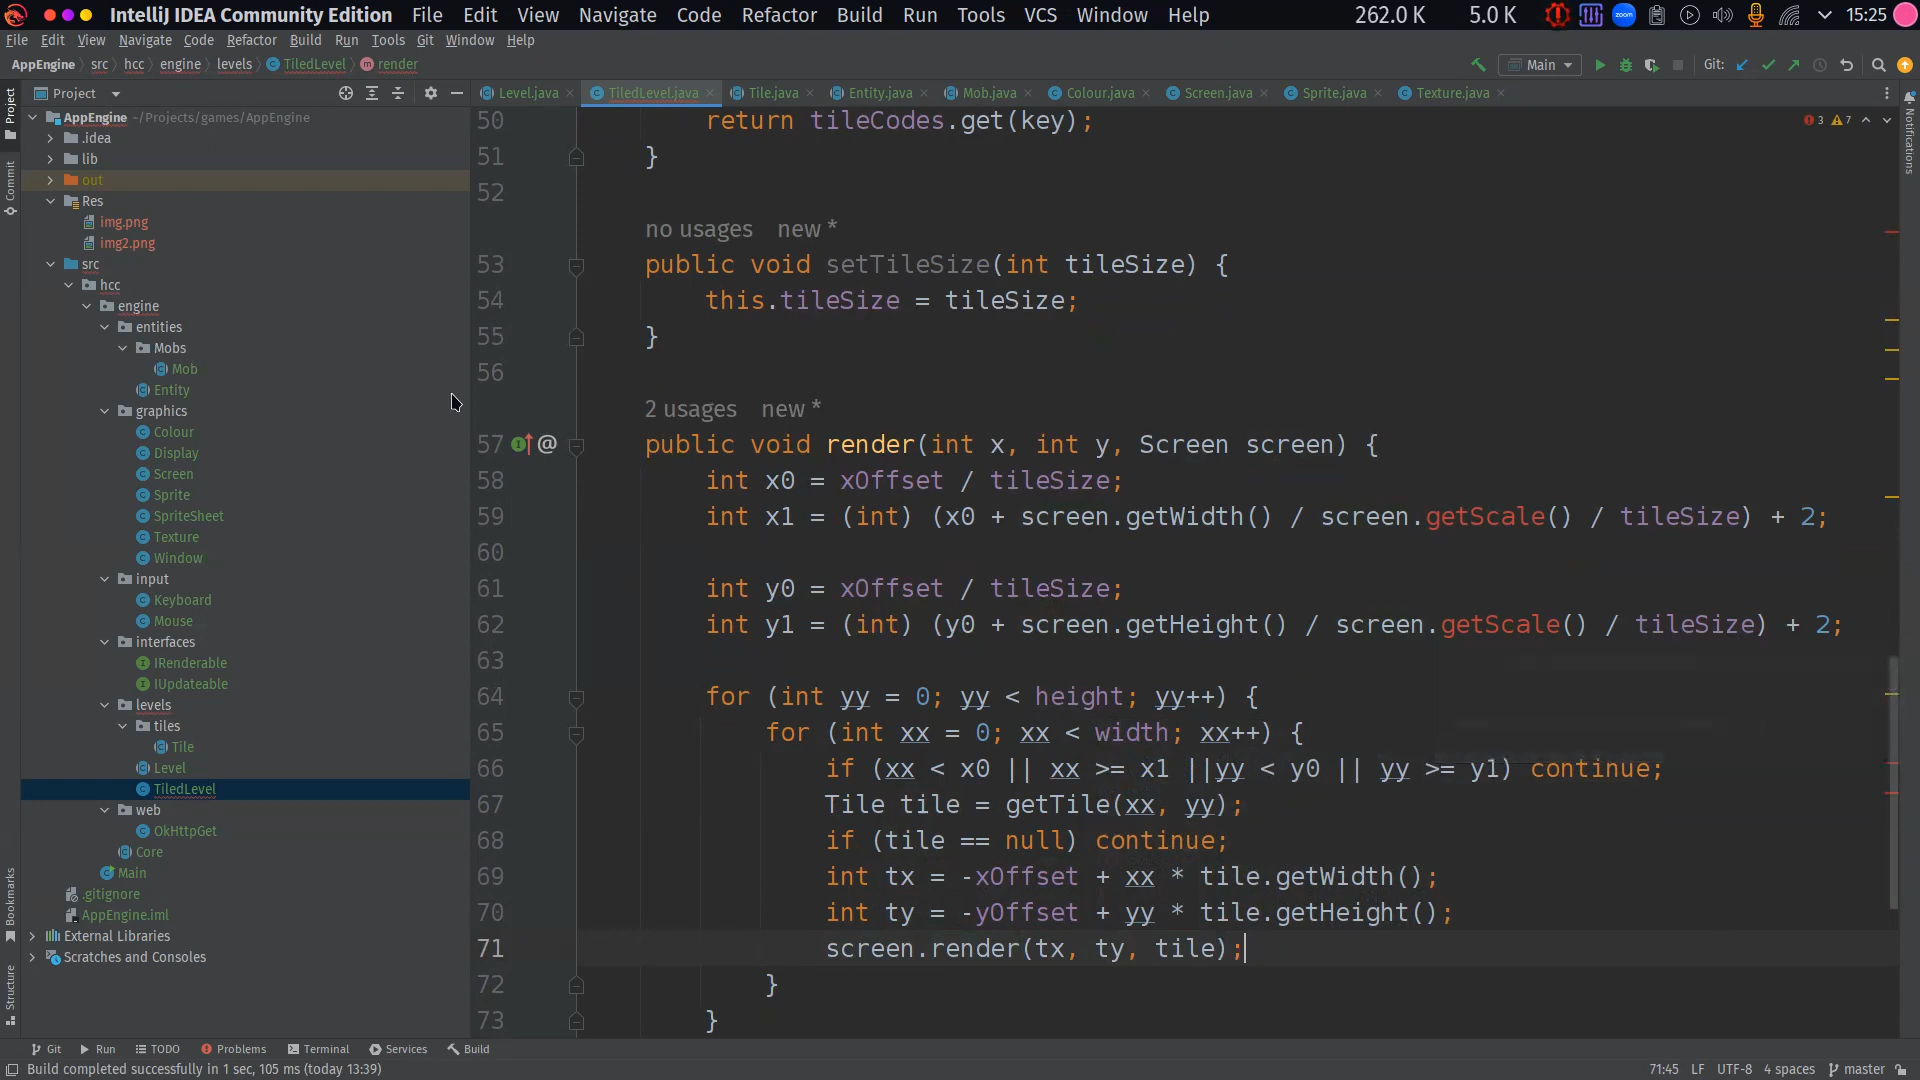 IntelliJ IDEA Community Edition File Edit View Navigate Code Refactor Build Run Tools VCS Window Help 262.0 K 5.0 K zoom 15:25
File Edit View Navigate Code Refactor Build Run Tools Git Window Help
AppEngine src hcc engine levels TiledLevel render Main Git:
Project
Level.java TiledLevel.java Tile.java Entity.java Mob.java Colour.java Screen.java Sprite.java Texture.java
Project
Commit
Bookmarks
Structure
Notifications
3 7
AppEngine ~/Projects/games/AppEngine
.idea
lib
out
Res
img.png
img2.png
src
hcc
engine
entities
Mobs
Mob
Entity
graphics
Colour
Display
Screen
Sprite
SpriteSheet
Texture
Window
input
Keyboard
Mouse
interfaces
IRenderable
IUpdateable
levels
tiles
Tile
Level
TiledLevel
web
OkHttpGet
Core
Main
.gitignore
AppEngine.iml
External Libraries
Scratches and Consoles
50 return tileCodes.get(key);
51 }
52
no usages new *
53 public void setTileSize(int tileSize) {
54 this.tileSize = tileSize;
55 }
56
2 usages new *
57 @ public void render(int x, int y, Screen screen) {
58 int x0 = xOffset / tileSize;
59 int x1 = (int) (x0 + screen.getWidth() / screen.getScale() / tileSize) + 2;
60
61 int y0 = xOffset / tileSize;
62 int y1 = (int) (y0 + screen.getHeight() / screen.getScale() / tileSize) + 2;
63
64 for (int yy = 0; yy < height; yy++) {
65 for (int xx = 0; xx < width; xx++) {
66 if (xx < x0 || xx >= x1 ||yy < y0 || yy >= y1) continue;
67 Tile tile = getTile(xx, yy);
68 if (tile == null) continue;
69 int tx = -xOffset + xx * tile.getWidth();
70 int ty = -yOffset + yy * tile.getHeight();
71 screen.render(tx, ty, tile);
72 }
73 }
Git Run TODO Problems Terminal Services Build
Build completed successfully in 1 sec, 105 ms (today 13:39) 71:45 LF UTF-8 4 spaces master